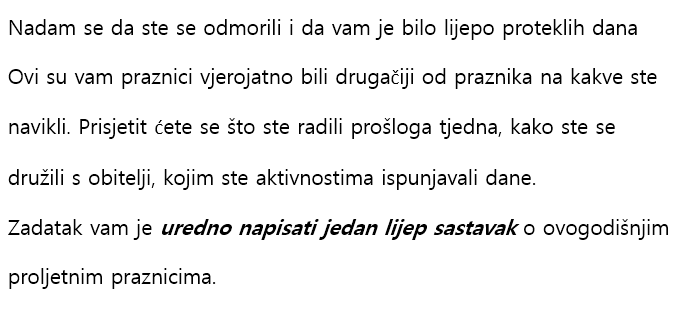 Nadam se da ste se odmorili i da vam je bilo lijepo proteklih dana
Ovi su vam praznici vjerojatno bili drugačiji od praznika na kakve ste
navikli. Prisjetit ćete se što ste radili prošloga tjedna, kako ste se
družili s obitelji, kojim ste aktivnostima ispunjavali dane.
Zadatak vam je uredno napisati jedan lijep sastavak o ovogodišnjim
proljetnim praznicima.